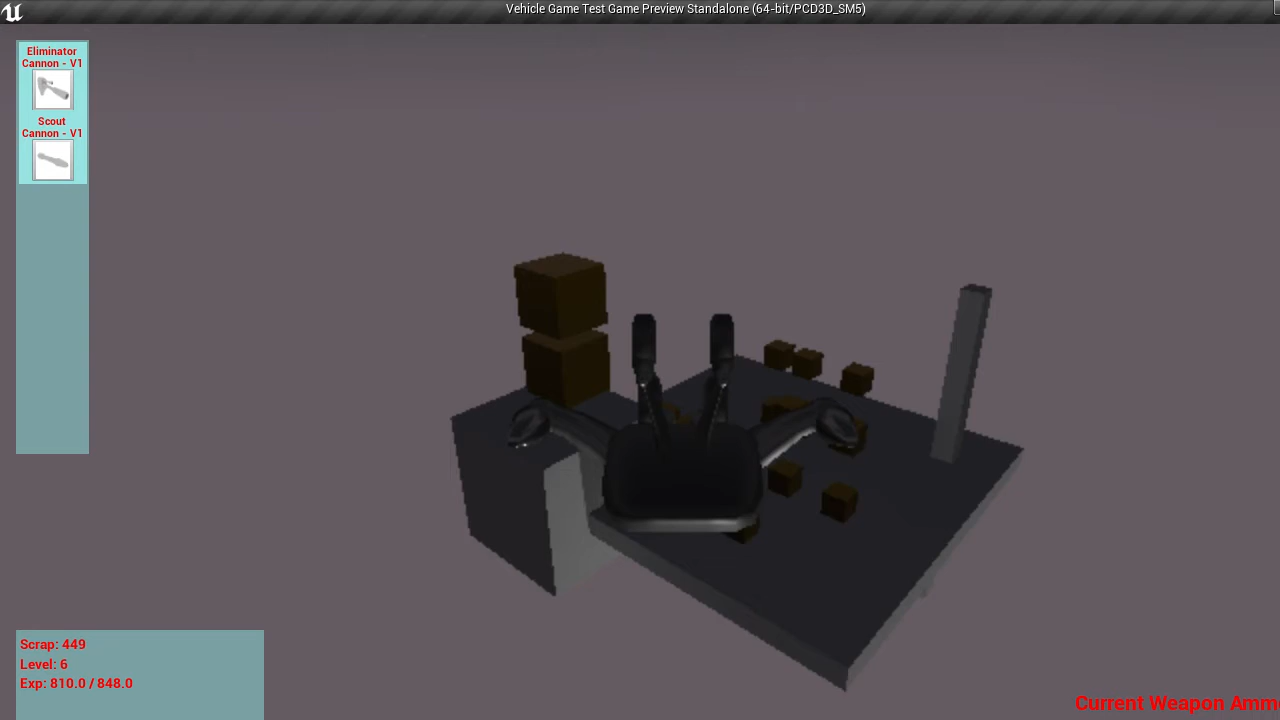 Vehicle Game Test Game Preview Standalone (64-bit/PCD3D_SM5)
Eliminator
Cannon - V1
Scout
Cannon - V1
Scrap: 449
Level: 6
Exp: 810.0 / 848.0
Current Weapon Amm